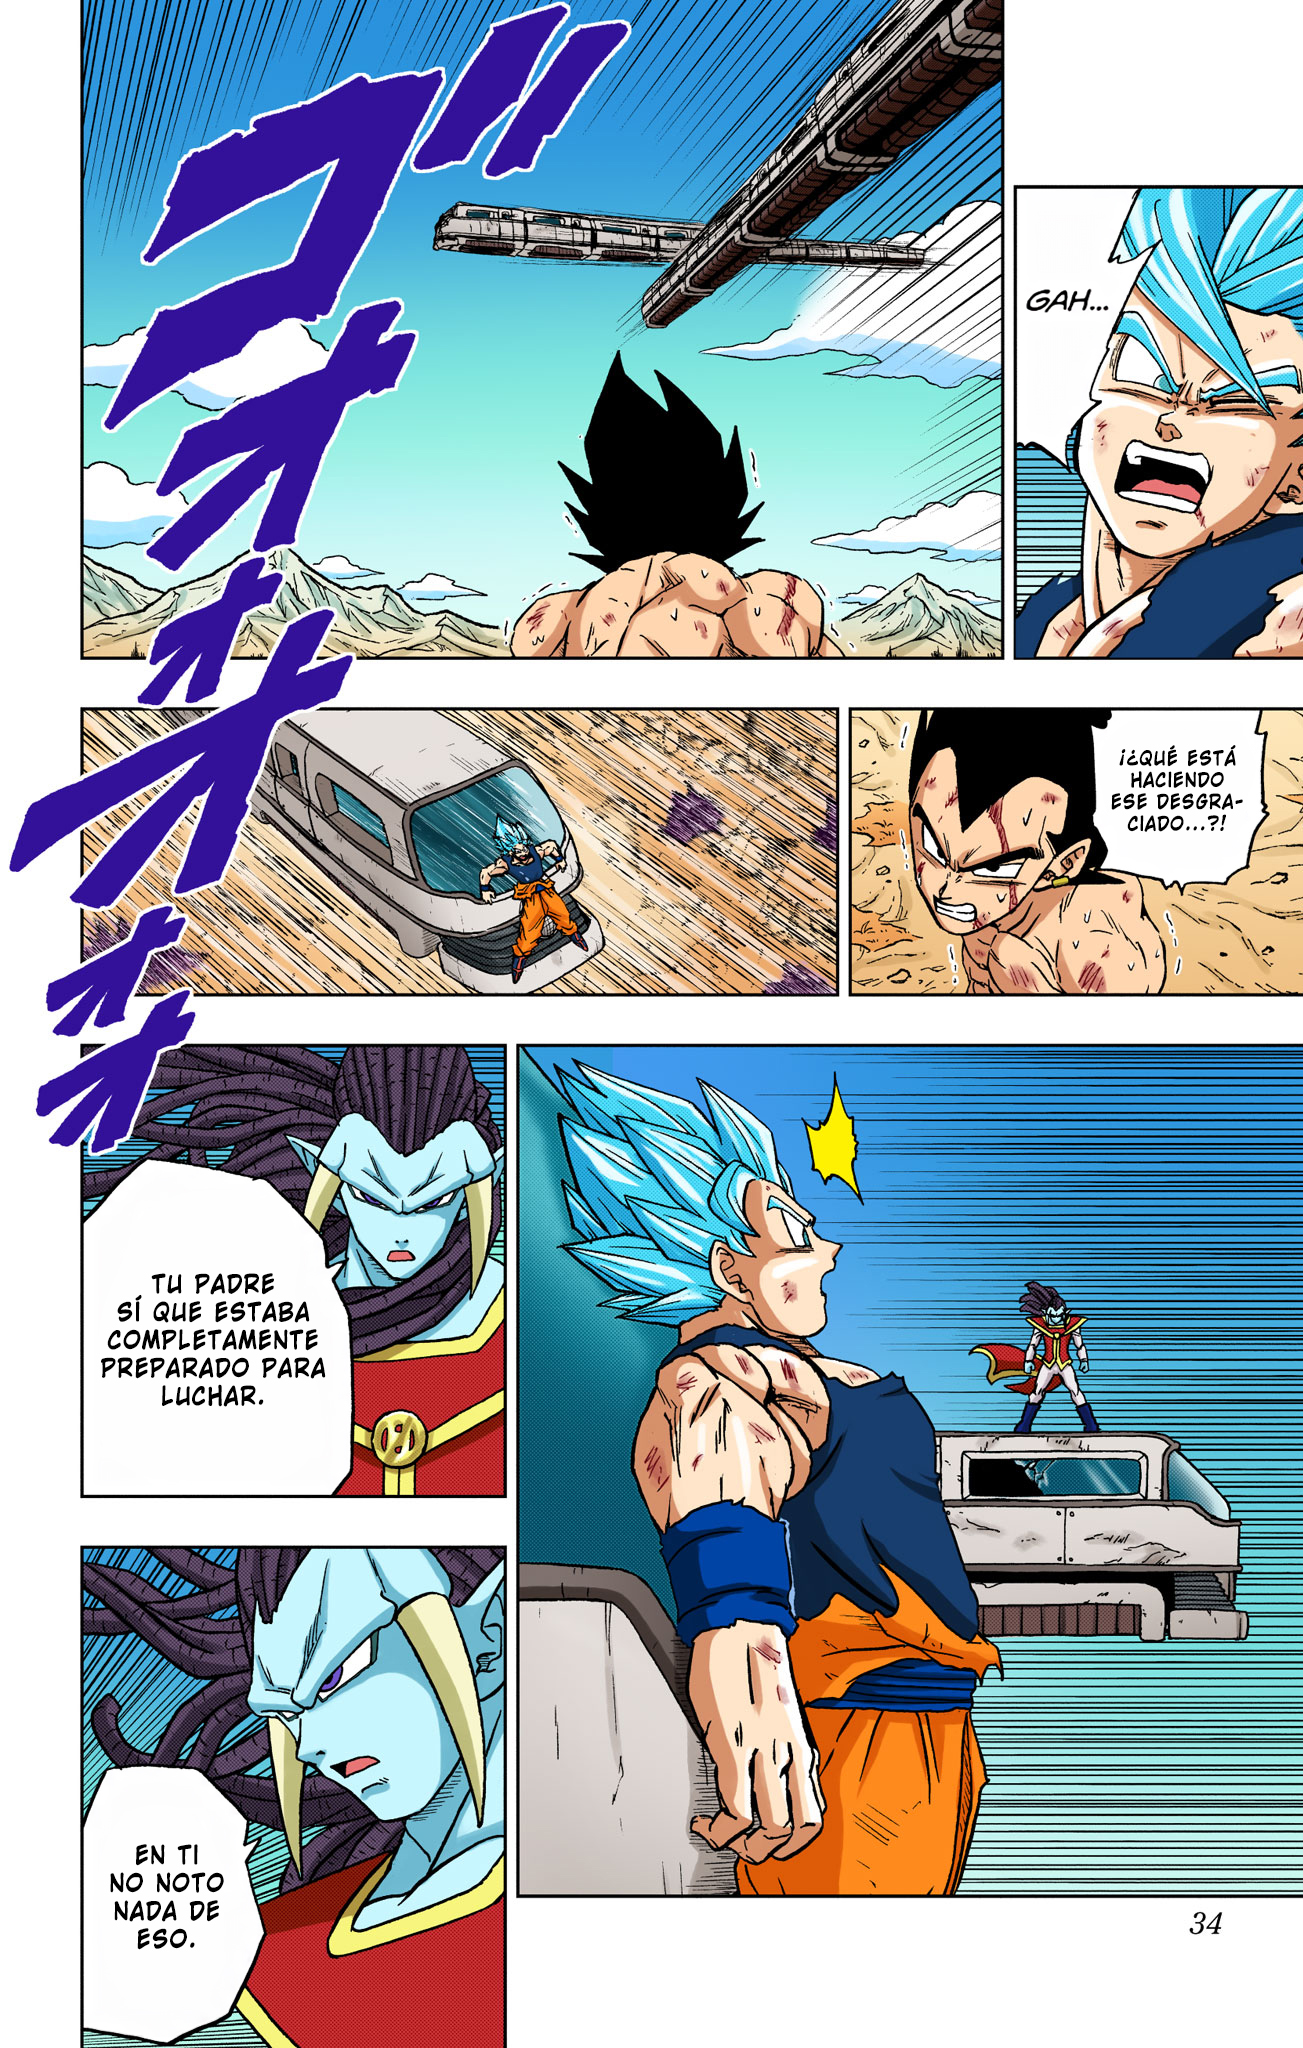 GAH...
ゴオオオオオオ
¡¿QUÉ ESTÁ
HACIENDO
ESE DESGRA-
CIADO...?!
TU PADRE
SÍ QUE ESTABA
COMPLETAMENTE
PREPARADO PARA
LUCHAR.
EN TI
NO NOTO
NADA DE
ESO.
34